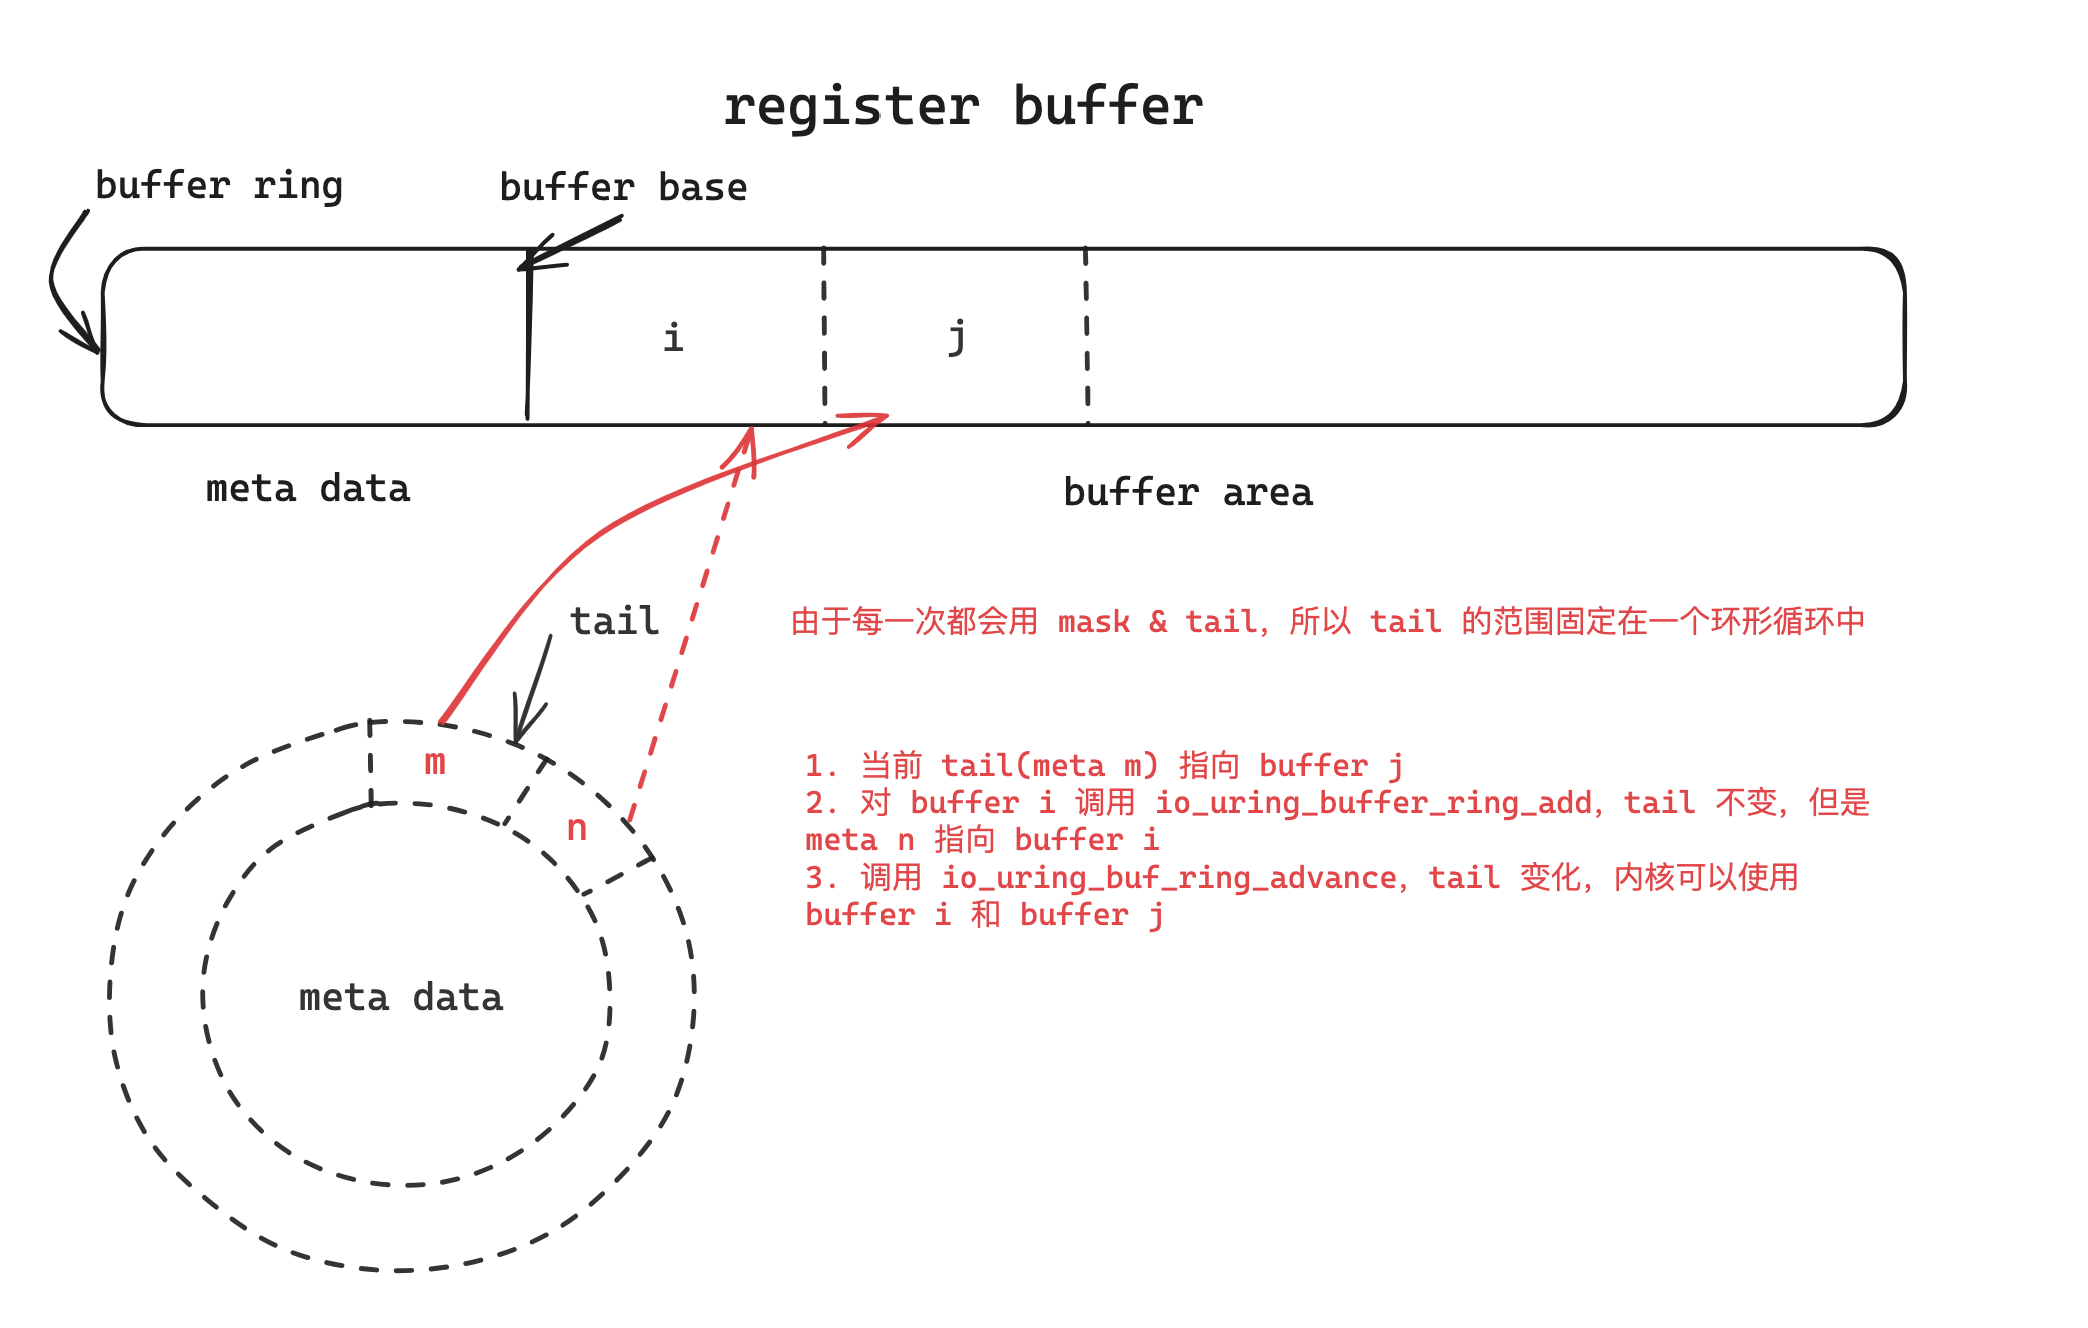 register buffer
buffer ring
buffer base
i
j
meta data
buffer area
tail
由于每一次都会用 mask & tail，所以 tail 的范围固定在一个环形循环中
m
n
1. 当前 tail(meta m) 指向 buffer j
2. 对 buffer i 调用 io_uring_buffer_ring_add，tail 不变，但是
meta n 指向 buffer i
3. 调用 io_uring_buf_ring_advance，tail 变化，内核可以使用
buffer i 和 buffer j
meta data